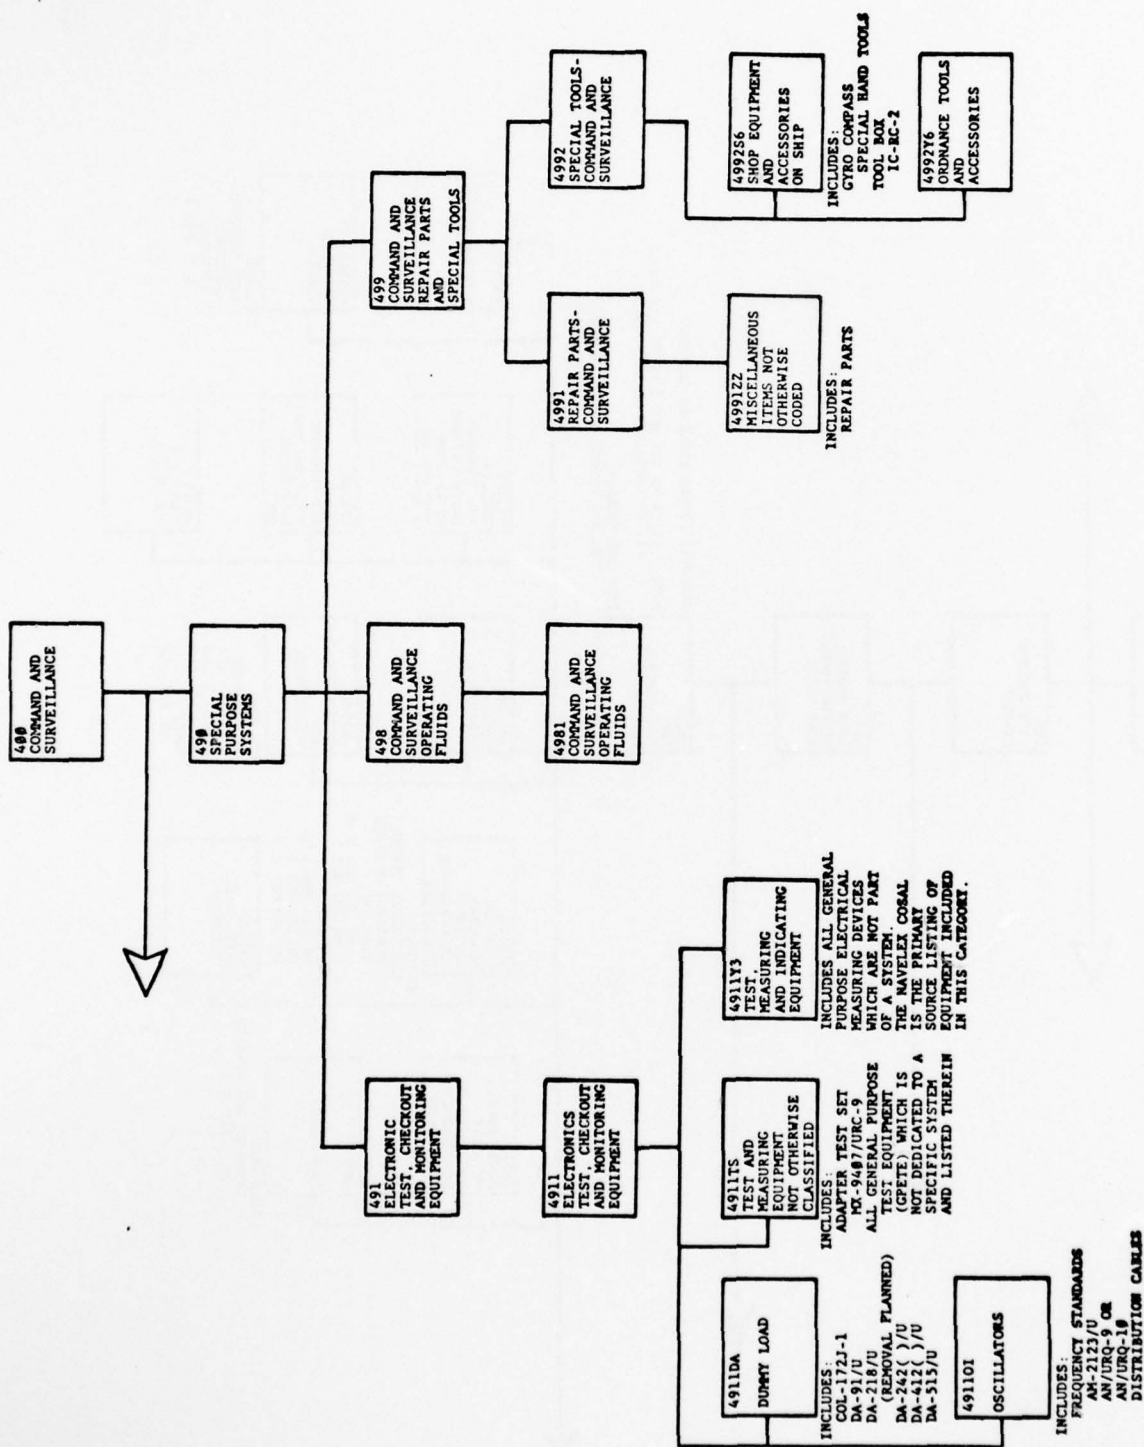 400
COMMAND AND
SURVEILLANCE
490
SPECIAL
PURPOSE
SYSTEMS
491
ELECTRONIC
TEST, CHECKOUT
AND MONITORING
EQUIPMENT
498
COMMAND AND
SURVEILLANCE
OPERATING
FLUIDS
499
COMMAND AND
SURVEILLANCE
REPAIR PARTS
AND
SPECIAL TOOLS
4911
ELECTRONICS
TEST, CHECKOUT
AND MONITORING
EQUIPMENT
4981
COMMAND AND
SURVEILLANCE
OPERATING
FLUIDS
4991
REPAIR PARTS-
COMMAND AND
SURVEILLANCE
4992
SPECIAL TOOLS-
COMMAND AND
SURVEILLANCE
4911DA
DUMMY LOAD
INCLUDES:
COL-172J-1
DA-91/U
DA-218/U
(REMOVAL PLANNED)
DA-242( )/U
DA-412( )/U
DA-515/U
4911OI
OSCILLATORS
INCLUDES:
FREQUENCY STANDARDS
AM-2123/U
AN/URQ-9 OR
AN/URQ-10
DISTRIBUTION CABLES
4911TS
TEST AND
MEASURING
EQUIPMENT
NOT OTHERWISE
CLASSIFIED
INCLUDES:
ADAPTER TEST SET
MX-9407/URC-9
ALL GENERAL PURPOSE
TEST EQUIPMENT
(GPETE) WHICH IS
NOT DEDICATED TO A
SPECIFIC SYSTEM
AND LISTED THEREIN
4911Y3
TEST,
MEASURING
AND INDICATING
EQUIPMENT
INCLUDES ALL GENERAL
PURPOSE ELECTRICAL
MEASURING DEVICES
WHICH ARE NOT PART
OF A SYSTEM.
THE NAVELEX COSAL
IS THE PRIMARY
SOURCE LISTING OF
EQUIPMENT INCLUDED
IN THIS CATEGORY.
4991ZZ
MISCELLANEOUS
ITEMS NOT
OTHERWISE
CODED
INCLUDES:
REPAIR PARTS
4992S6
SHOP EQUIPMENT
AND
ACCESSORIES
ON SHIP
INCLUDES:
GYRO COMPASS
SPECIAL HAND TOOLS
TOOL BOX
IC-RC-2
4992Y6
ORDNANCE TOOLS
AND
ACCESSORIES